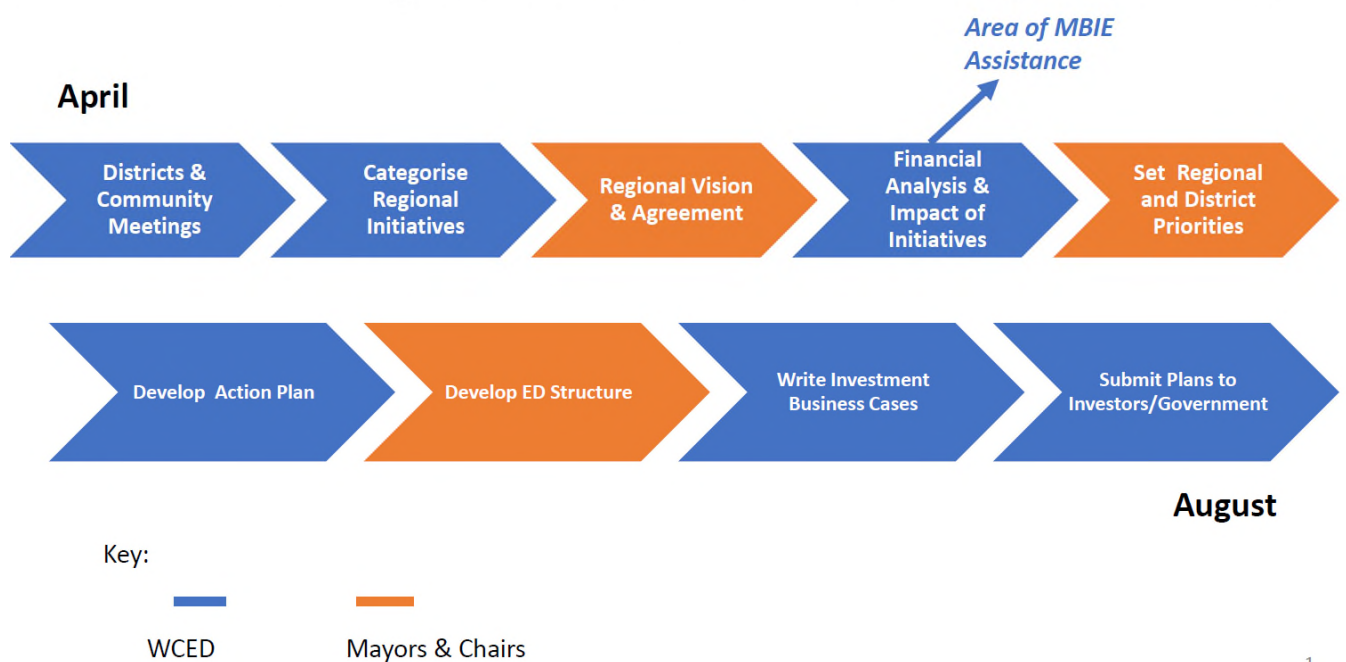 Area of MBIE
Assistance
April
Districts &
Community
Meetings
Categorise
Regional
Initiatives
Regional Vision
& Agreement
Financial
Analysis &
Impact of
Initiatives
Set Regional
and District
Priorities
Develop Action Plan
Develop ED Structure
Write Investment
Business Cases
Submit Plans to
Investors/Government
August
Key:
WCED
Mayors & Chairs
1